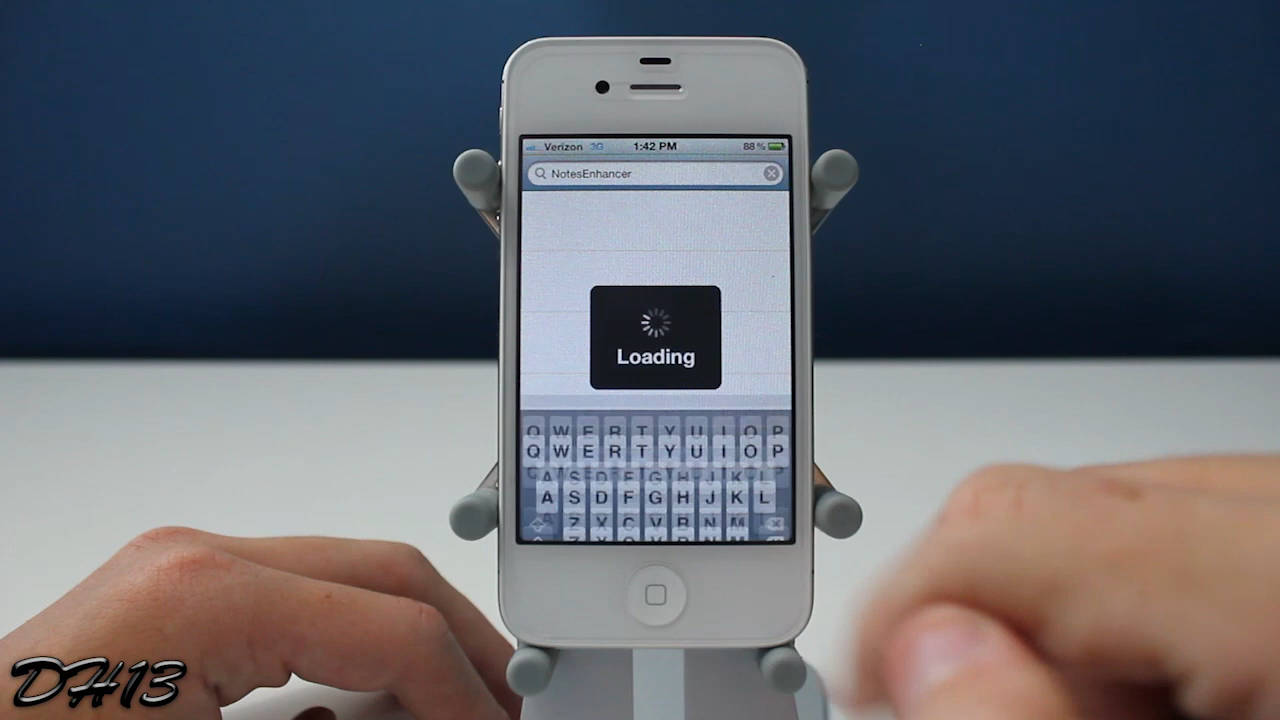 Verizon 3G 1:42 PM 88%
NotesEnhancer
Loading
Q W E R T Y U I O P
Q W E R T Y U I O P
A S D F G H J K L
A S D F G H J K L
Z X C V B N M
DH13